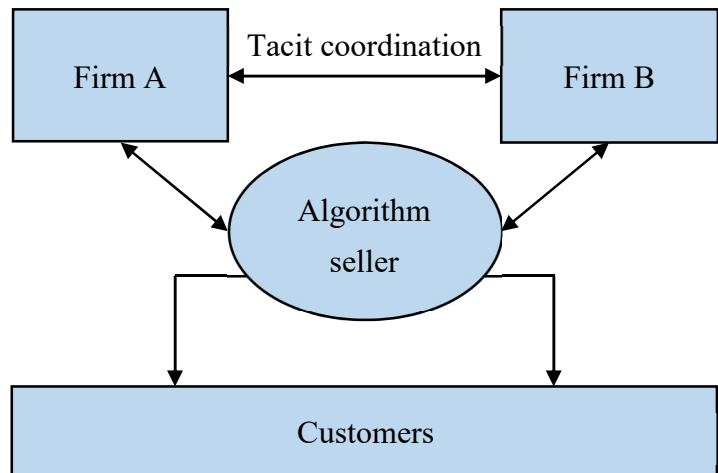 Tacit coordination
Firm A
Firm B
Algorithm
seller
Customers